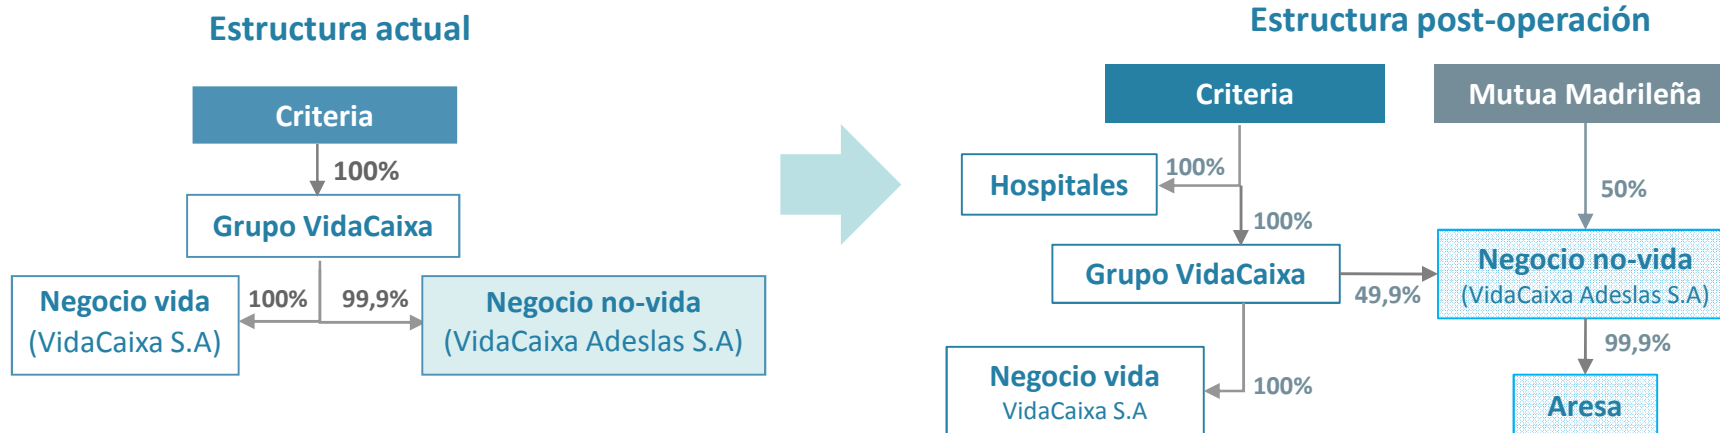 Estructura actual
Criteria
100%
Grupo VidaCaixa
Negocio vida
(VidaCaixa S.A)
100%
99,9%
Negocio no-vida
(VidaCaixa Adeslas S.A)
Estructura post-operación
Criteria
Mutua Madrileña
Hospitales
100%
50%
100%
Grupo VidaCaixa
49,9%
Negocio no-vida
(VidaCaixa Adeslas S.A)
99,9%
Negocio vida
VidaCaixa S.A
100%
Aresa